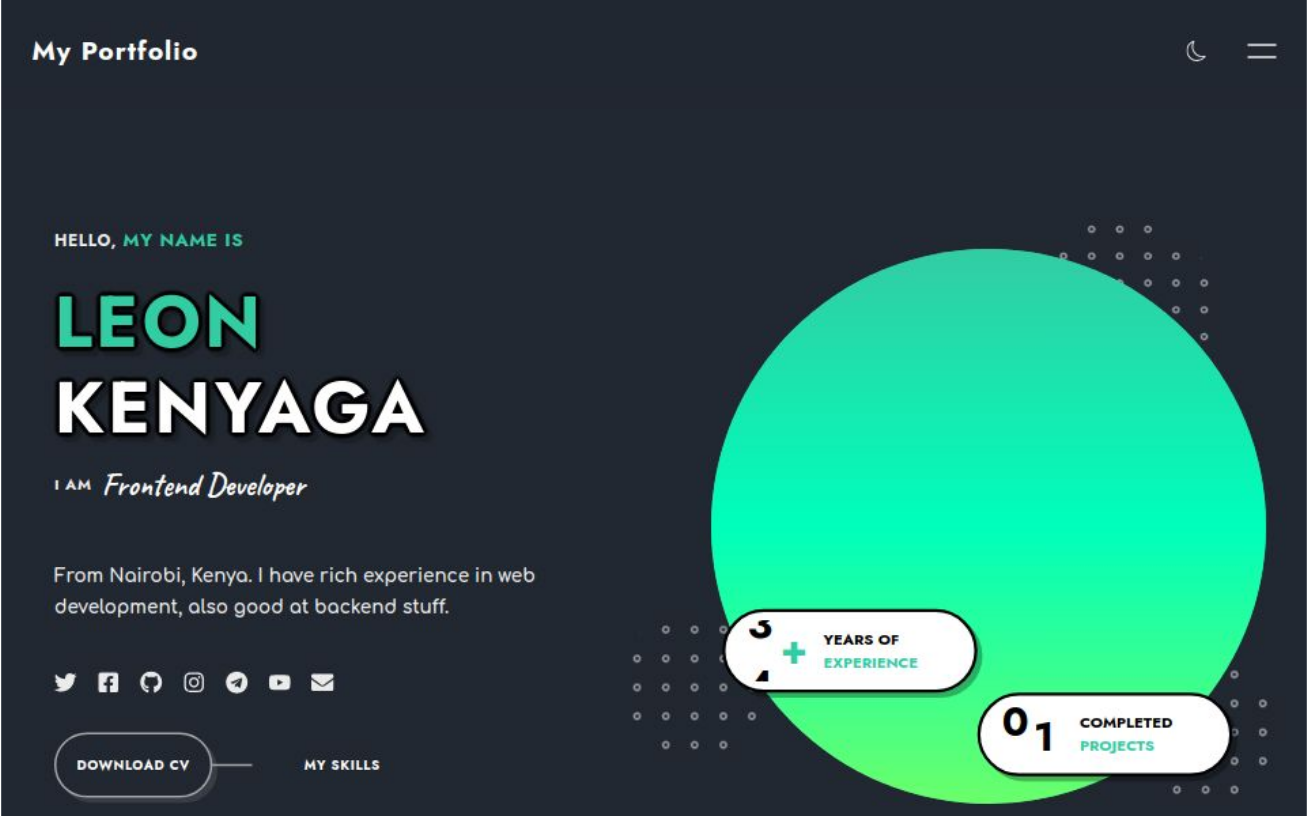 My Portfolio
HELLO, MY NAME IS
LEON
KENYAGA
I AM Frontend Developer
From Nairobi, Kenya. I have rich experience in web
development, also good at backend stuff.
DOWNLOAD CV
MY SKILLS
3
4
+
YEARS OF
EXPERIENCE
01
COMPLETED
PROJECTS